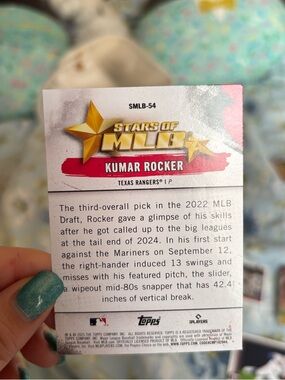 SMLB-54
STARS OF
MLB
KUMAR ROCKER
TEXAS RANGERS® | P
The third-overall pick in the 2022 MLB
Draft, Rocker gave a glimpse of his skills
after he got called up to the big leagues
at the tail end of 2024. In his first start
against the Mariners on September 12,
the right-hander induced 13 swings and
misses with his featured pitch, the slider,
a wipeout mid-80s snapper that has 42.4
inches of vertical break.
Topps
MLBPLAYERS